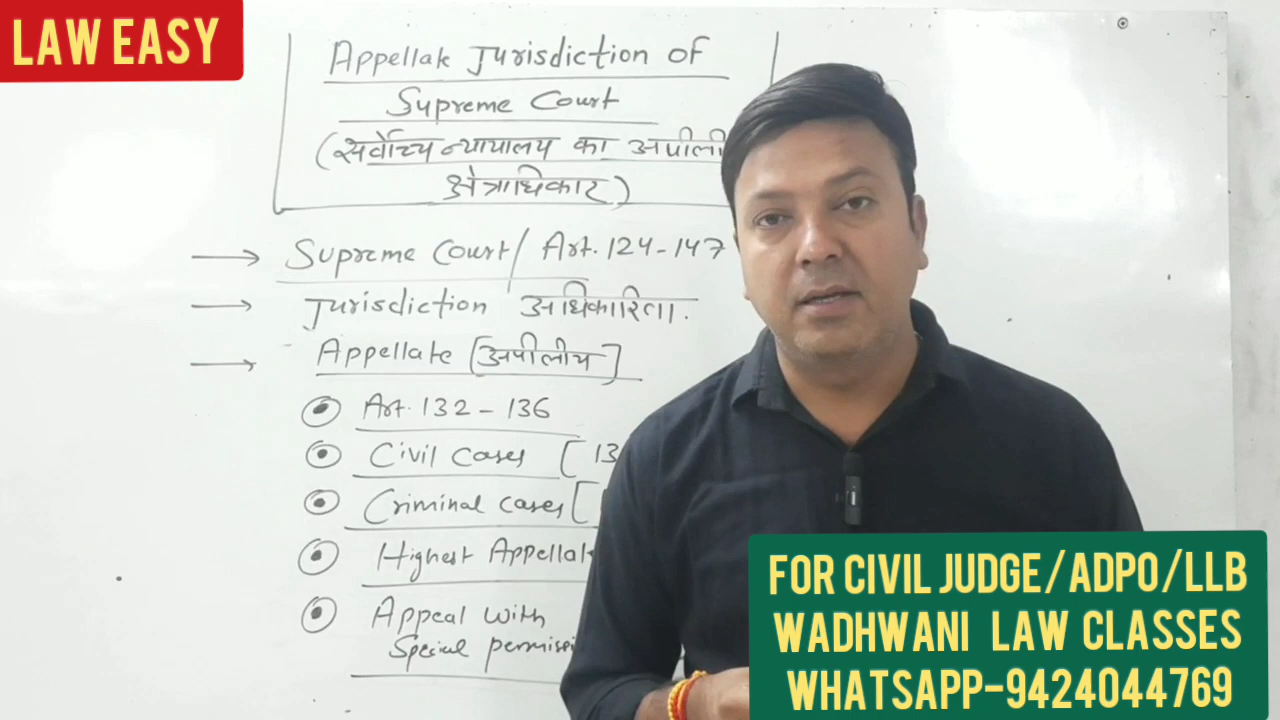 LAW EASY
Appellate Jurisdiction of
Supreme Court
(सर्वोच्च न्यायालय का अपीली
क्षेत्राधिकार)
→ Supreme Court/ Art. 124-147
→ Jurisdiction अधिकारिता.
→ Appellate [अपीलीय]
Art. 132-136
Civil Cases [ 13
Criminal cases [
Highest Appellat
Appeal with
Special permissi
FOR CIVIL JUDGE/ADPO/LLB
WADHWANI LAW CLASSES
WHATSAPP-9424044769